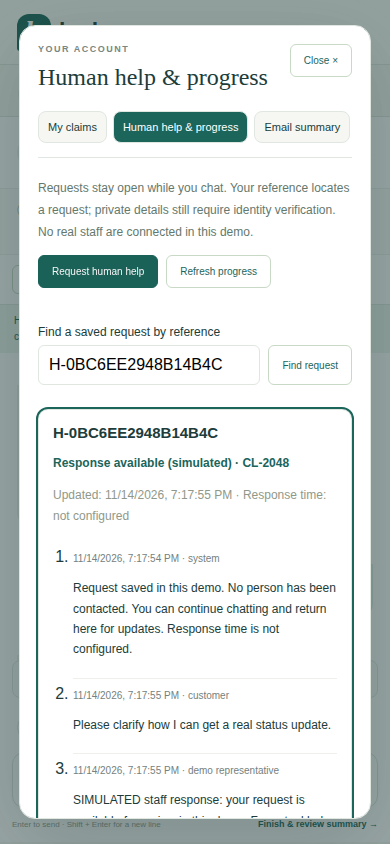 YOUR ACCOUNT
Human help & progress
Close ×
My claims
Human help & progress
Email summary
Requests stay open while you chat. Your reference locates
a request; private details still require identity verification.
No real staff are connected in this demo.
Request human help
Refresh progress
Find a saved request by reference
H-0BC6EE2948B14B4C
Find request
H-0BC6EE2948B14B4C
Response available (simulated) · CL-2048
Updated: 11/14/2026, 7:17:55 PM · Response time:
not configured
1. 11/14/2026, 7:17:54 PM · system
Request saved in this demo. No person has been
contacted. You can continue chatting and return
here for updates. Response time is not
configured.
2. 11/14/2026, 7:17:55 PM · customer
Please clarify how I can get a real status update.
3. 11/14/2026, 7:17:55 PM · demo representative
SIMULATED staff response: your request is
Enter to send · Shift + Enter for a new line
Finish & review summary →